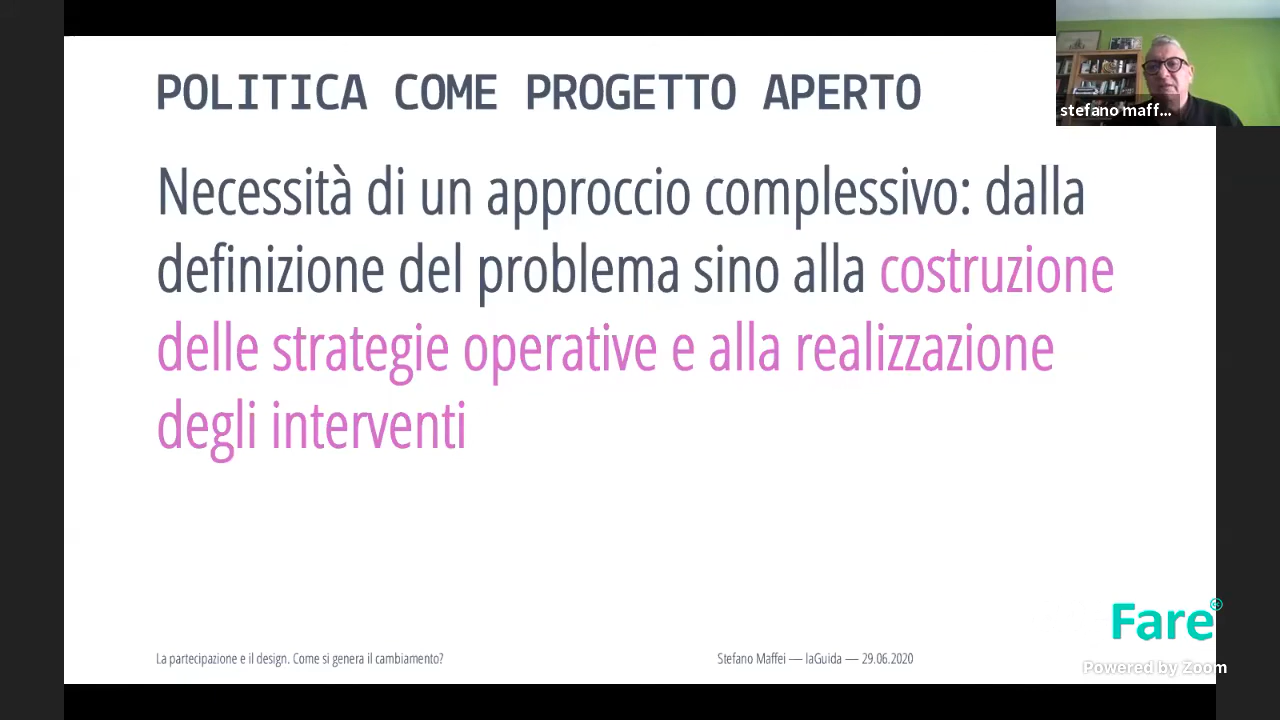 POLITICA COME PROGETTO APERTO
stefano maff...
Necessità di un approccio complessivo: dalla
definizione del problema sino alla costruzione
delle strategie operative e alla realizzazione
degli interventi
Fare
Powered by Zoom
La partecipazione e il design. Come si genera il cambiamento?
Stefano Maffei — laGuida — 29.06.2020